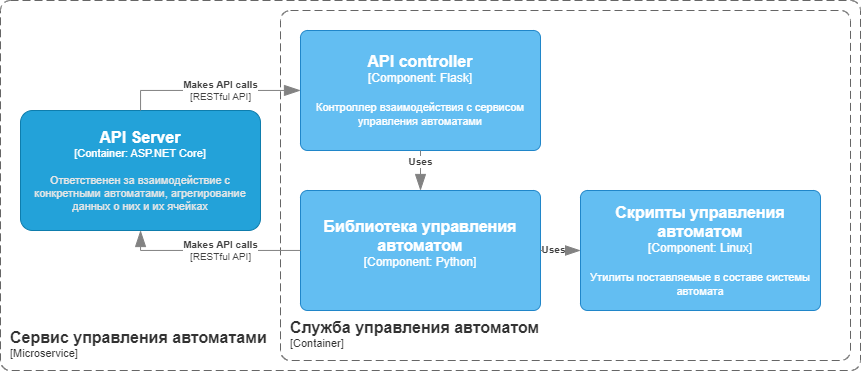 API controller
[Component: Flask]
Контроллер взаимодействия с сервисом
управления автоматами
Makes API calls
[RESTful API]
API Server
[Container: ASP.NET Core]
Ответственен за взаимодействие с
конкретными автоматами, агрегирование
данных о них и их ячейках
Uses
Makes API calls
[RESTful API]
Библиотека управления
автоматом
[Component: Python]
Uses
Скрипты управления
автоматом
[Component: Linux]
Утилиты поставляемые в составе системы
автомата
Сервис управления автоматами
[Microservice]
Служба управления автоматом
[Container]